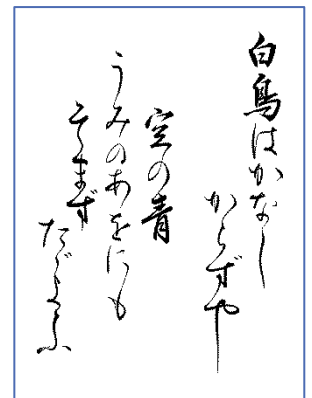 白鳥はかなし
からずや
空の青
うみのあをにも
そまず
たゞよふ